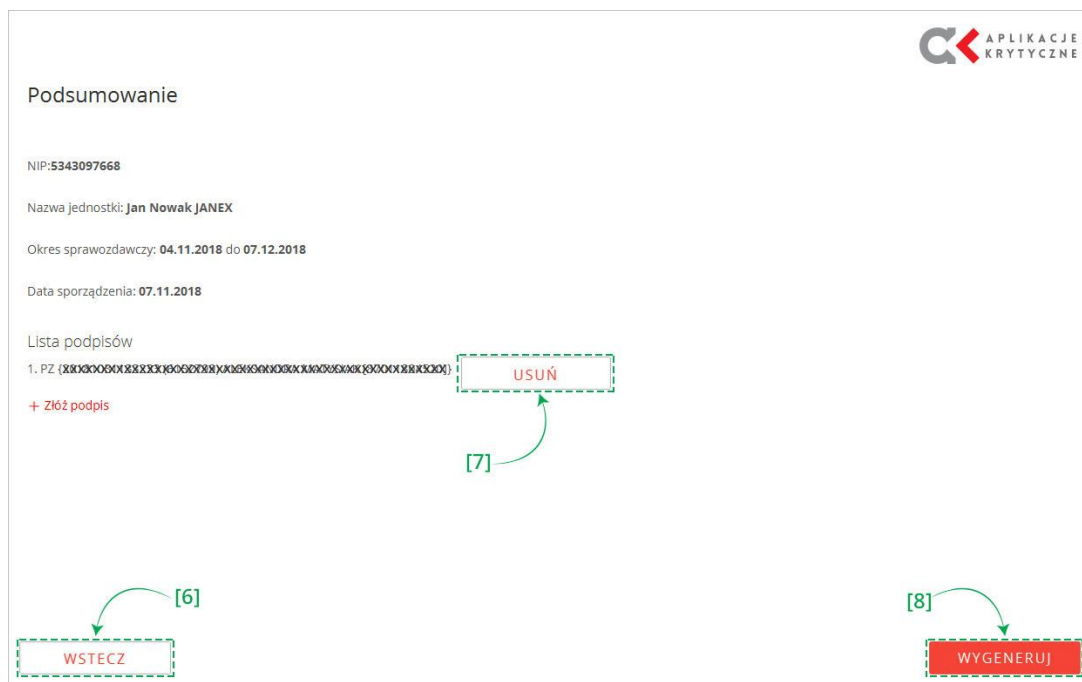 APLIKACJE
KRYTYCZNE
Podsumowanie
NIP:5343097668
Nazwa jednostki: Jan Nowak JANEX
Okres sprawozdawczy: 04.11.2018 do 07.12.2018
Data sporządzenia: 07.11.2018
Lista podpisów
1. PZ { }
USUŃ
+ Złóż podpis
[7]
[6]
[8]
WSTECZ
WYGENERUJ